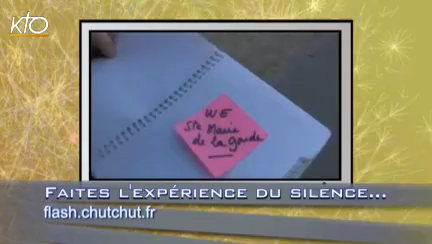 KTO
WE
Ste Marie
de la garde
FAITES L'EXPÉRIENCE DU SILENCE...
flash.chutchut.fr